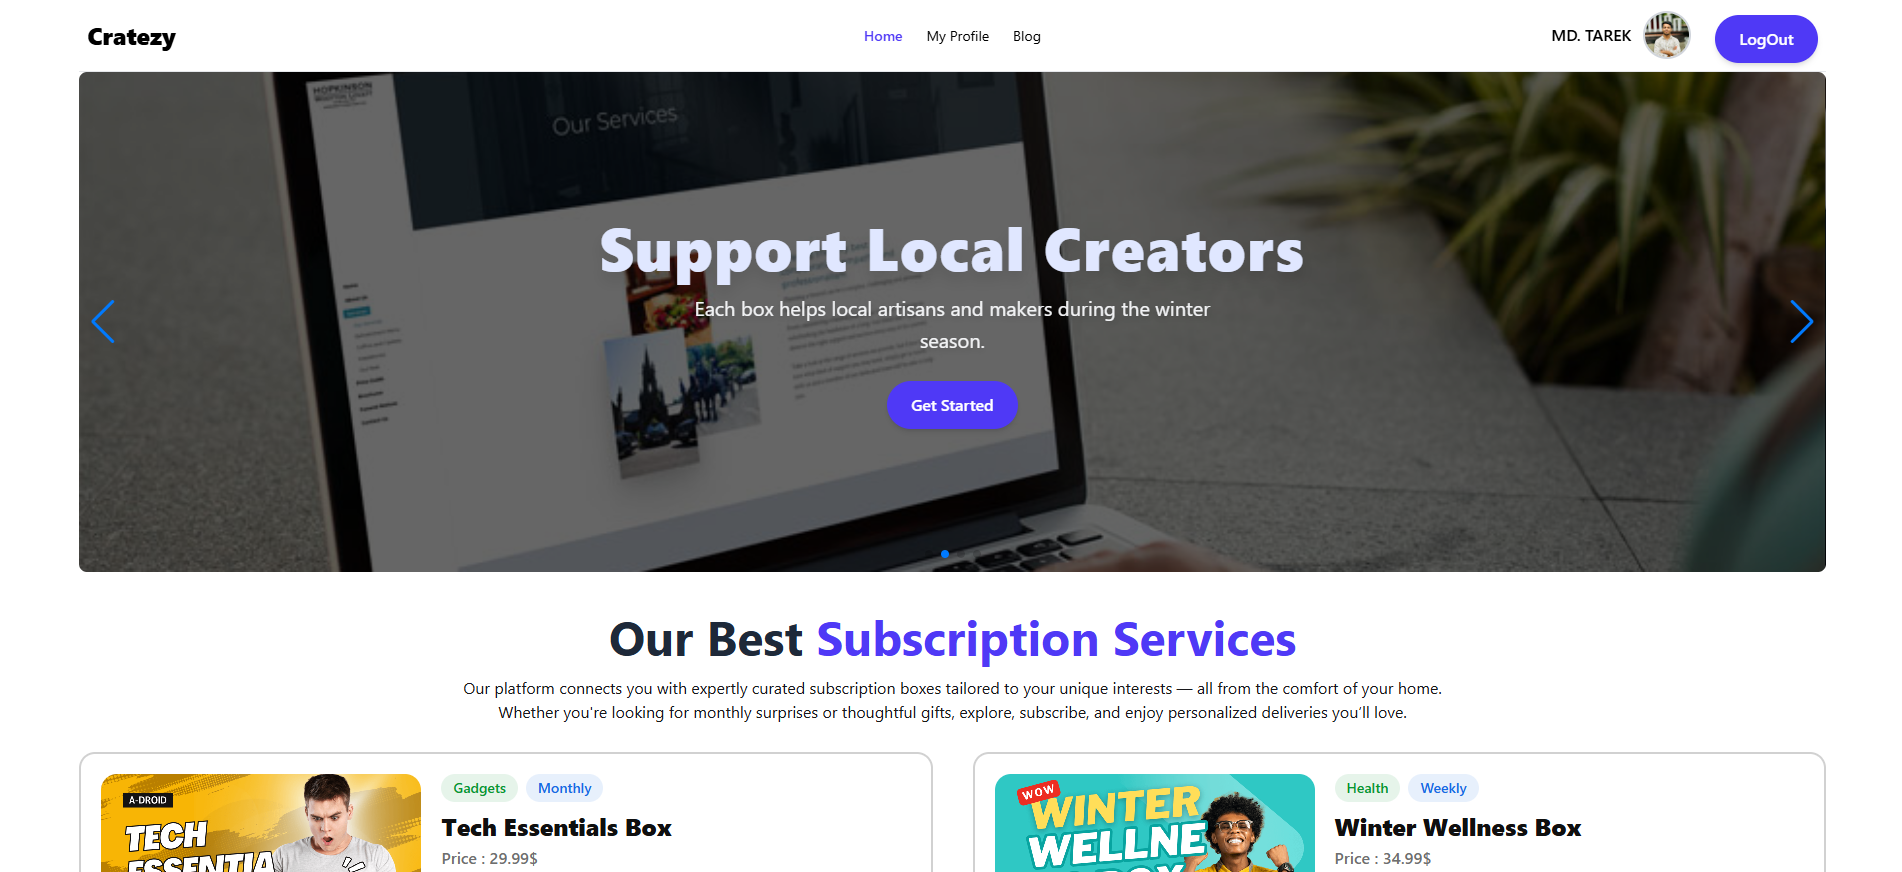 Cratezy
Home
My Profile
Blog
MD. TAREK
LogOut
HOPKINSON
Our Services
Support Local Creators
Each box helps local artisans and makers during the winter
season.
Get Started
Our Best Subscription Services
Our platform connects you with expertly curated subscription boxes tailored to your unique interests — all from the comfort of your home.
Whether you're looking for monthly surprises or thoughtful gifts, explore, subscribe, and enjoy personalized deliveries you’ll love.
A-DROID
TECH
Gadgets
Monthly
Tech Essentials Box
Price : 29.99$
WOW
WINTER
WELLNE
Health
Weekly
Winter Wellness Box
Price : 34.99$